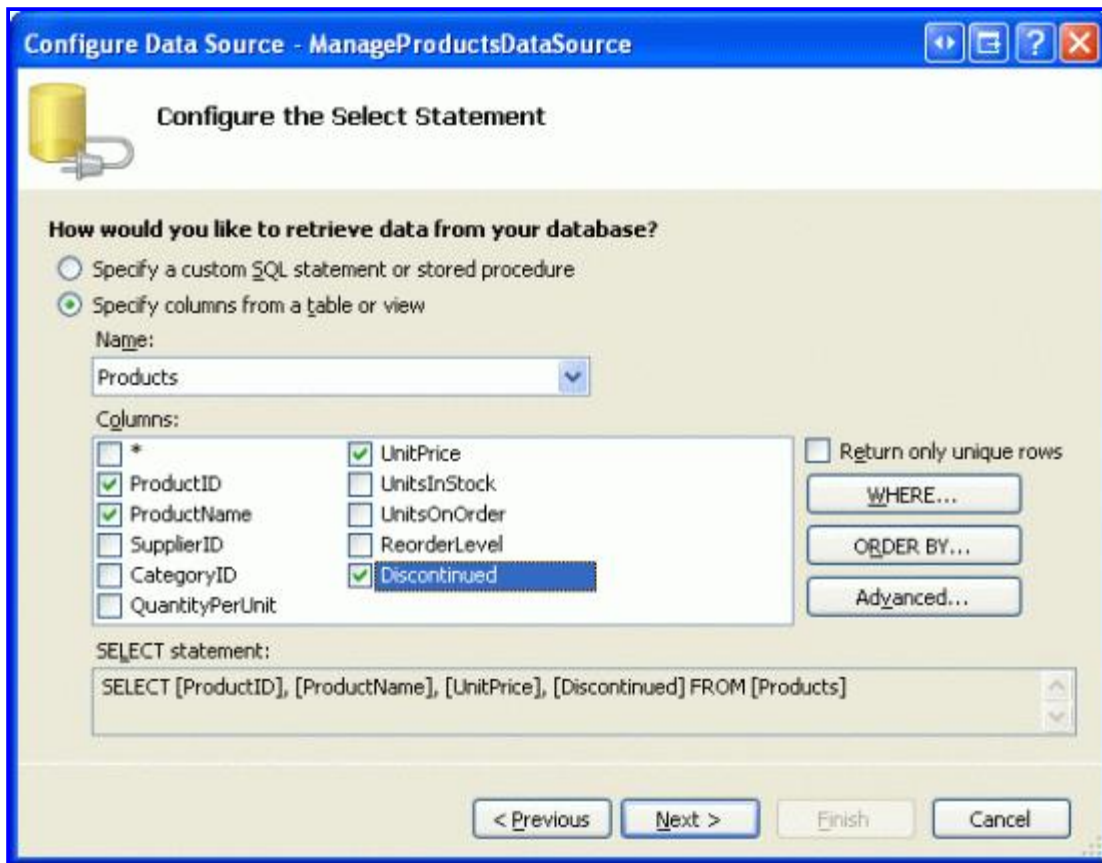 Configure Data Source - ManageProductsDataSource
Configure the Select Statement
How would you like to retrieve data from your database?
Specify a custom SQL statement or stored procedure
Specify columns from a table or view
Name:
Products
Columns:
*
ProductID
ProductName
SupplierID
CategoryID
QuantityPerUnit
UnitPrice
UnitsInStock
UnitsOnOrder
ReorderLevel
Discontinued
Return only unique rows
WHERE...
ORDER BY...
Advanced...
SELECT statement:
SELECT [ProductID], [ProductName], [UnitPrice], [Discontinued] FROM [Products]
< Previous
Next >
Finish
Cancel